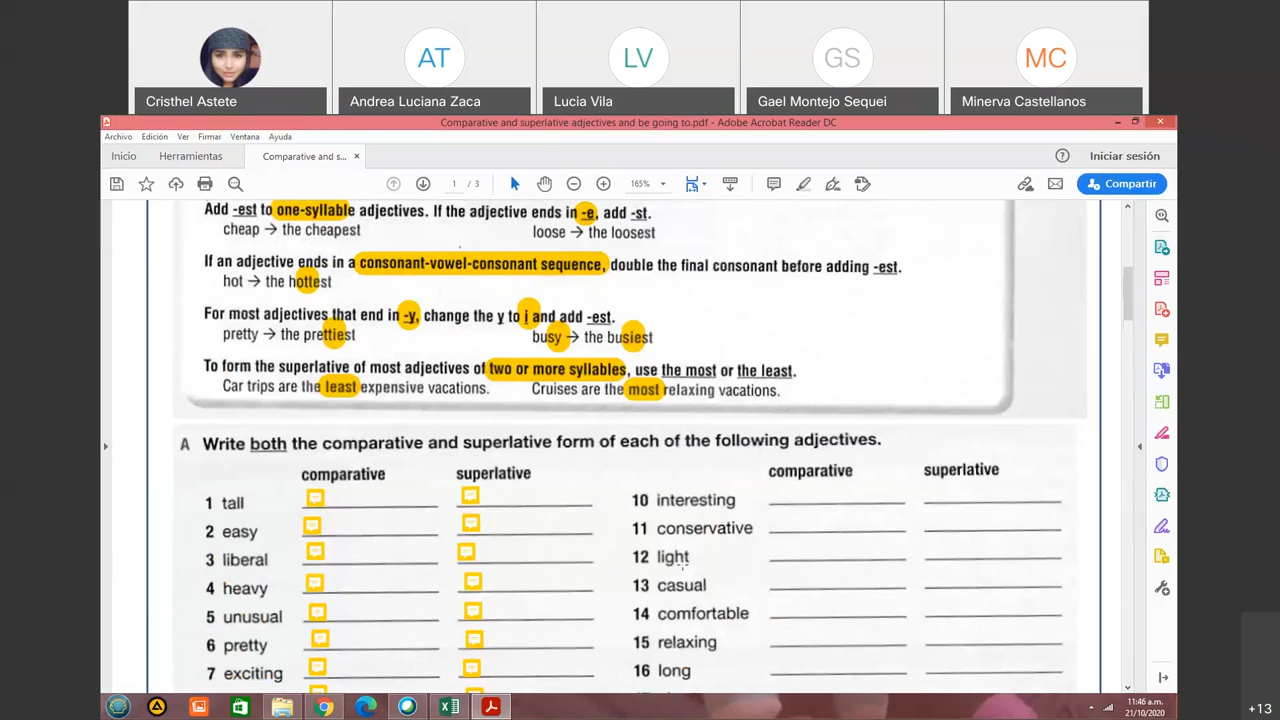 AT
LV
GS
MC
Cristhel Astete
Andrea Luciana Zaca
Lucia Vila
Gael Montejo Sequei
Minerva Castellanos
Comparative and superlative adjectives and be going to.pdf - Adobe Acrobat Reader DC
Archivo Edición Ver Firmar Ventana Ayuda
Inicio Herramientas Comparative and s... × Iniciar sesión
1 / 3 165% Compartir
Add -est to one-syllable adjectives. If the adjective ends in -e, add -st.
cheap → the cheapest loose → the loosest
If an adjective ends in a consonant-vowel-consonant sequence, double the final consonant before adding -est.
hot → the hottest
For most adjectives that end in -y, change the y to i and add -est.
pretty → the prettiest busy → the busiest
To form the superlative of most adjectives of two or more syllables, use the most or the least.
Car trips are the least expensive vacations. Cruises are the most relaxing vacations.
A Write both the comparative and superlative form of each of the following adjectives.
comparative superlative comparative superlative
1 tall 10 interesting
2 easy 11 conservative
3 liberal 12 light
4 heavy 13 casual
5 unusual 14 comfortable
6 pretty 15 relaxing
7 exciting 16 long
11:46 a.m.
21/10/2020
+13